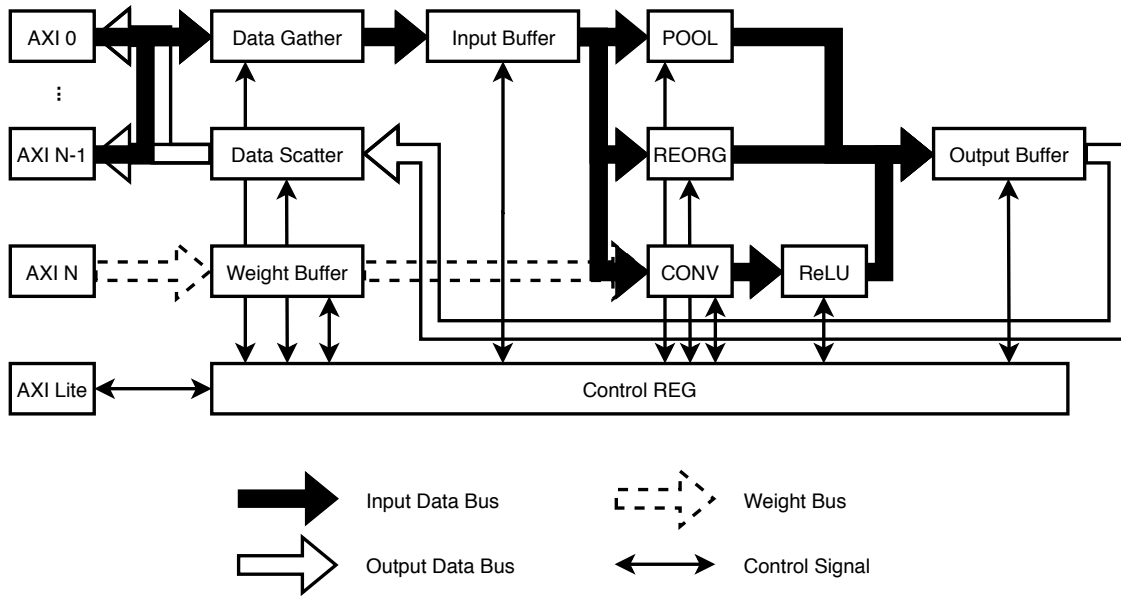 AXI 0
Data Gather
Input Buffer
POOL
...
AXI N-1
Data Scatter
REORG
Output Buffer
AXI N
Weight Buffer
CONV
ReLU
AXI Lite
Control REG
Input Data Bus
Weight Bus
Output Data Bus
Control Signal